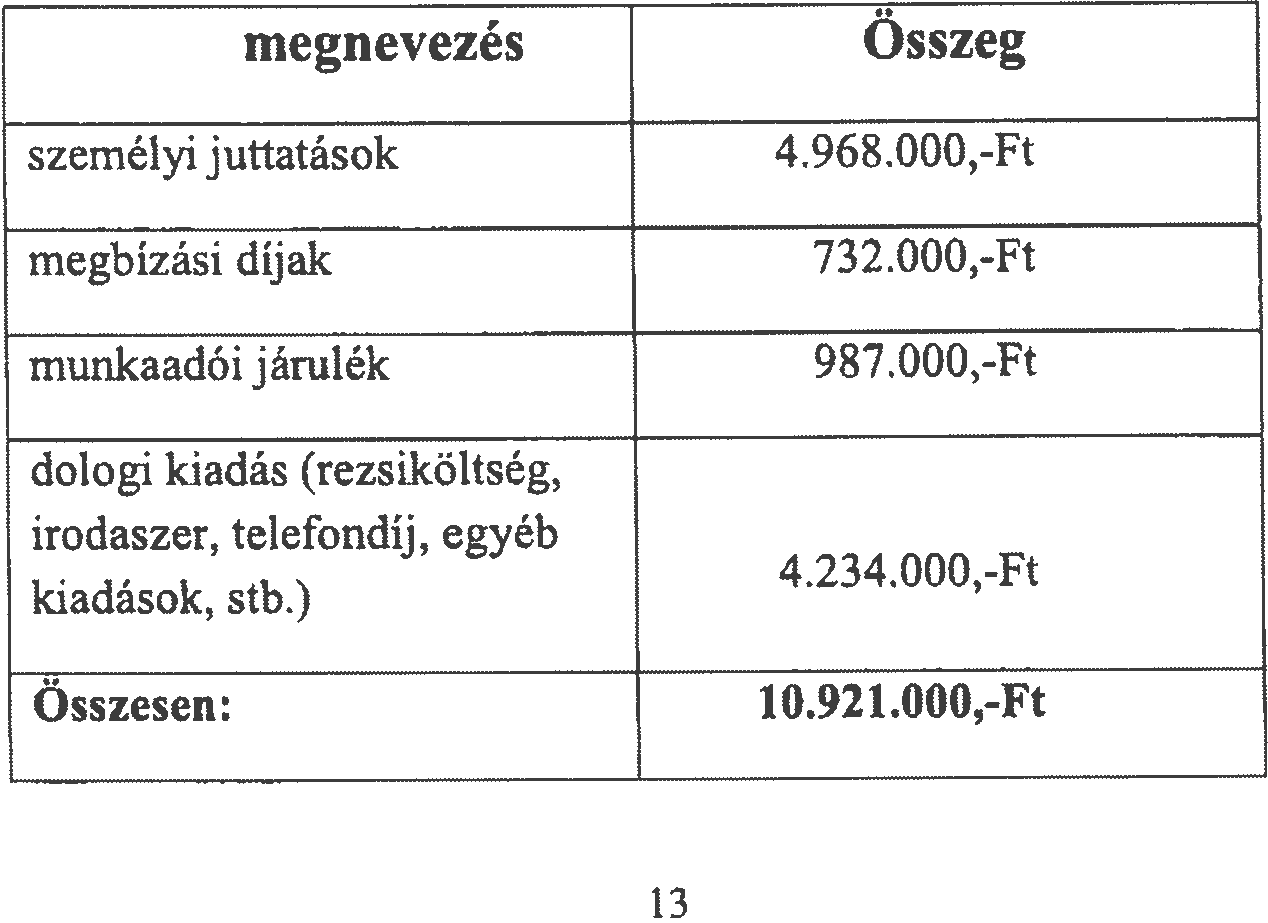 megnevezés Összeg
személyi juttatások 4.968.000,-Ft
megbízási díjak 732.000,-Ft
munkaadói járulék 987.000,-Ft
dologi kiadás (rezsiköltség,
irodaszer, telefondíj, egyéb
kiadások, stb.) 4.234.000,-Ft
Összesen: 10.921.000,-Ft
13